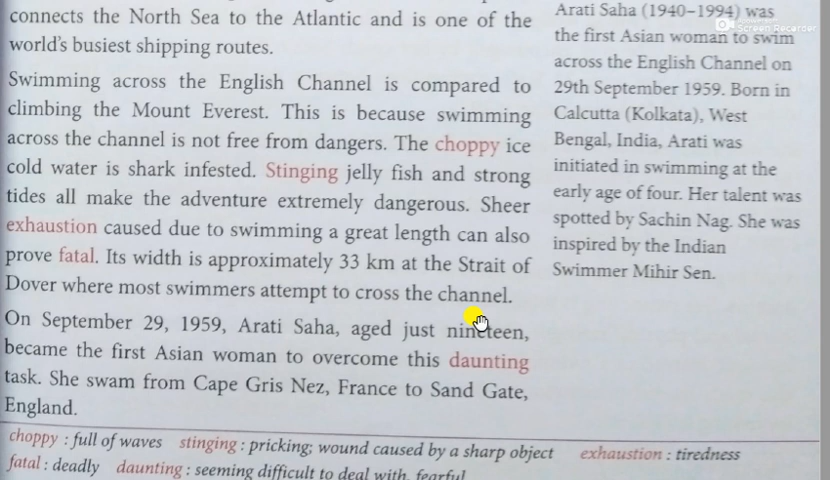 connects the North Sea to the Atlantic and is one of the
world's busiest shipping routes.
Swimming across the English Channel is compared to
climbing the Mount Everest. This is because swimming
across the channel is not free from dangers. The choppy ice
cold water is shark infested. Stinging jelly fish and strong
tides all make the adventure extremely dangerous. Sheer
exhaustion caused due to swimming a great length can also
prove fatal. Its width is approximately 33 km at the Strait of
Dover where most swimmers attempt to cross the channel.
On September 29, 1959, Arati Saha, aged just nineteen,
became the first Asian woman to overcome this daunting
task. She swam from Cape Gris Nez, France to Sand Gate,
England.
Arati Saha (1940–1994) was
the first Asian woman to swim
across the English Channel on
29th September 1959. Born in
Calcutta (Kolkata), West
Bengal, India, Arati was
initiated in swimming at the
early age of four. Her talent was
spotted by Sachin Nag. She was
inspired by the Indian
Swimmer Mihir Sen.
choppy : full of waves stinging : pricking; wound caused by a sharp object exhaustion : tiredness
fatal : deadly daunting : seeming difficult to deal with, fearful
Screen Recorder